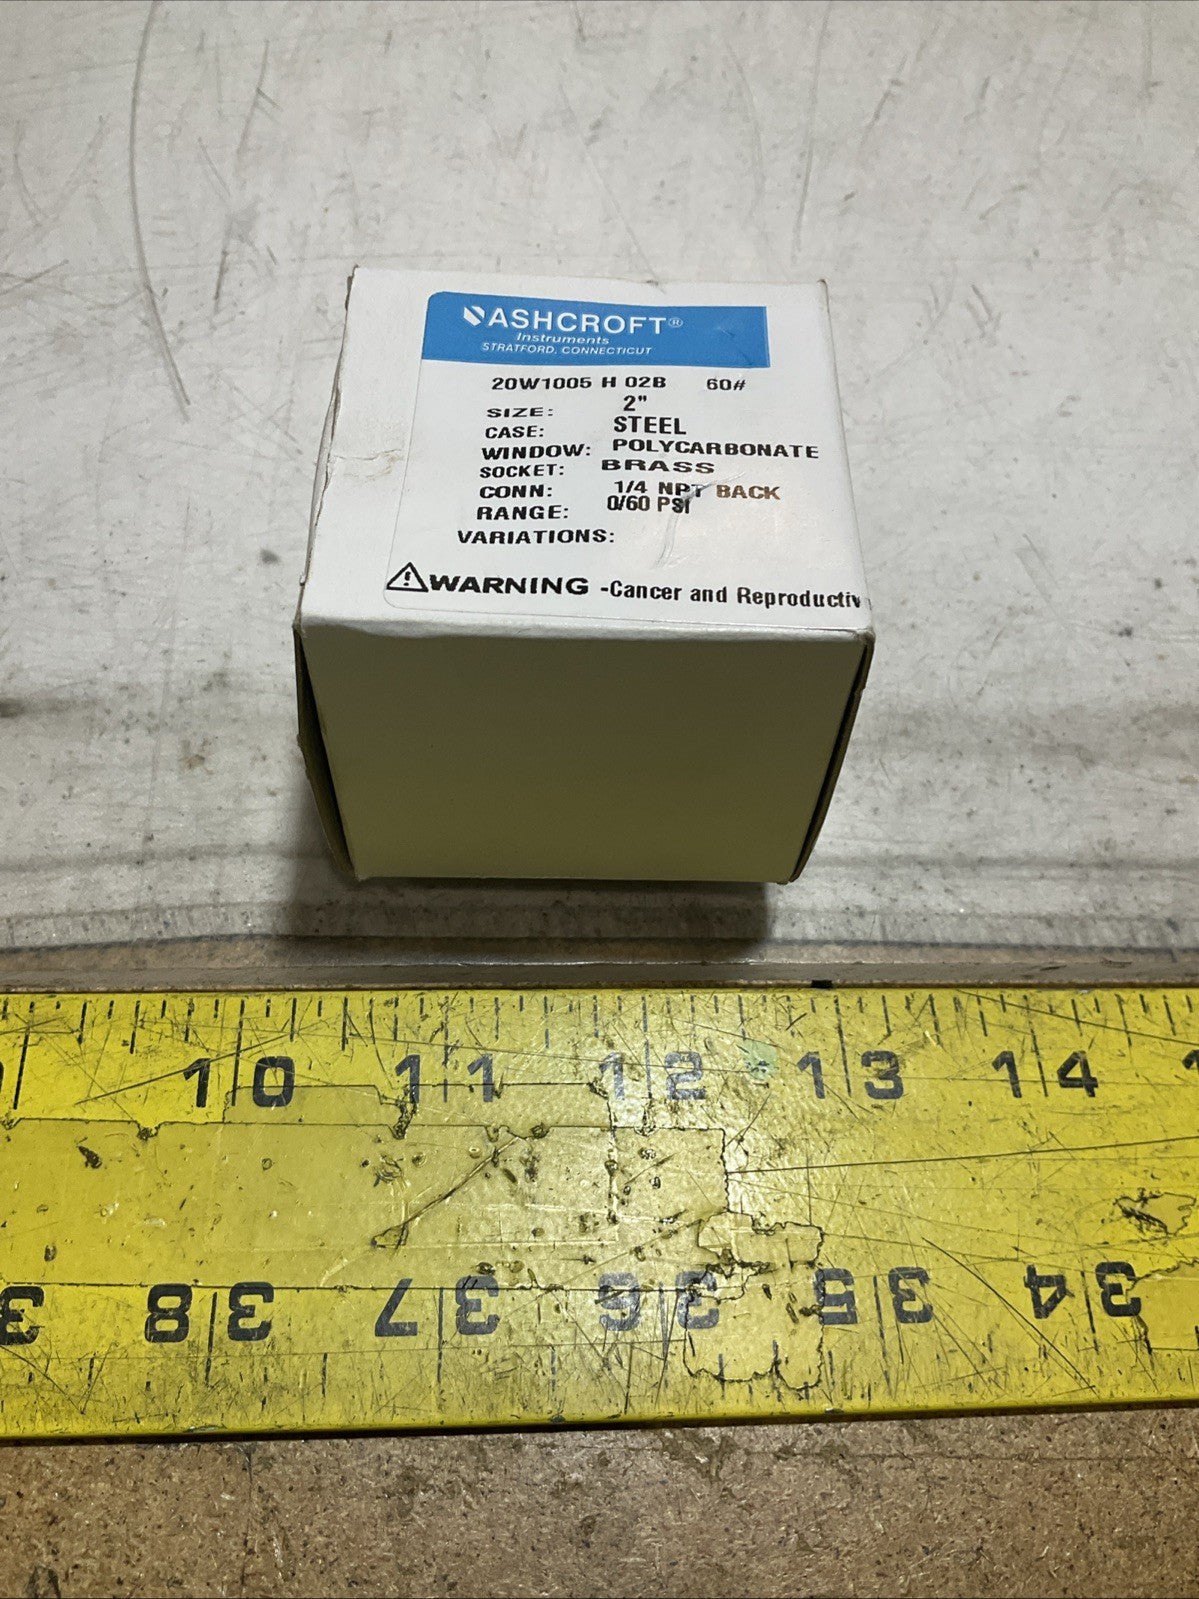 ASHCROFT®
Instruments
STRATFORD, CONNECTICUT
20W1005 H 02B 60#
SIZE: 2"
CASE: STEEL
WINDOW: POLYCARBONATE
SOCKET: BRASS
CONN: 1/4 NPT BACK
RANGE: 0/60 PSI
VARIATIONS:
WARNING -Cancer and Reproductiv
10 11 12 13 14
38 37 36 35 34